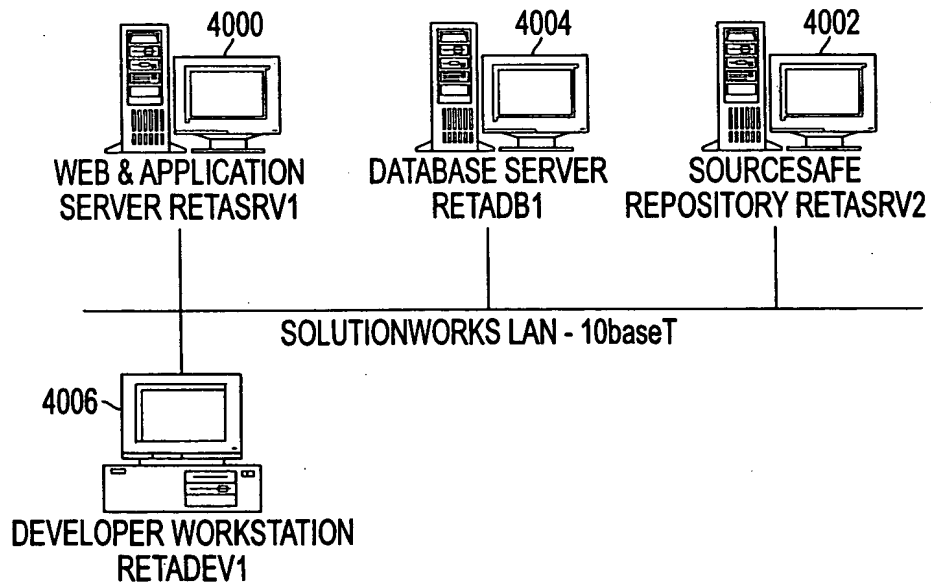 4000
4004
4002
WEB & APPLICATION
SERVER RETASRV1
DATABASE SERVER
RETADB1
SOURCESAFE
REPOSITORY RETASRV2
SOLUTIONWORKS LAN - 10baseT
4006
DEVELOPER WORKSTATION
RETADEV1